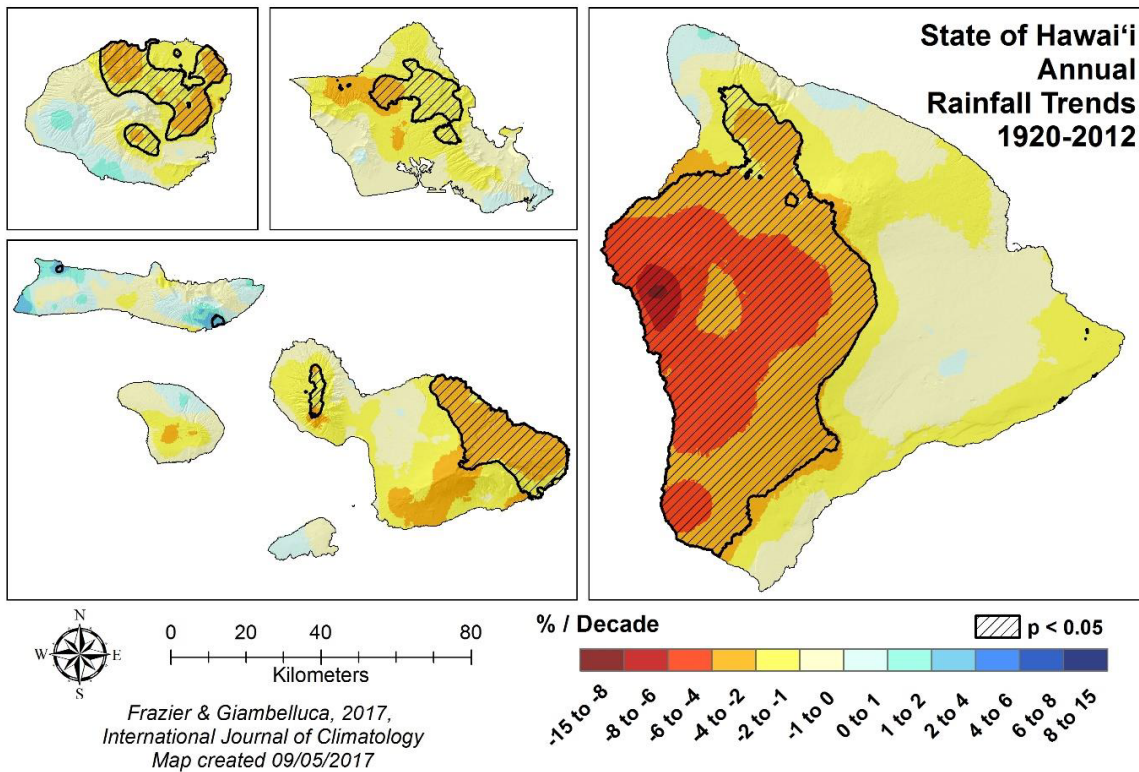 State of Hawai‘i
Annual
Rainfall Trends
1920-2012
N
W E
S
0 20 40 80
Kilometers
Frazier & Giambelluca, 2017,
International Journal of Climatology
Map created 09/05/2017
% / Decade
p < 0.05
-15 to -8
-8 to -6
-6 to -4
-4 to -2
-2 to -1
-1 to 0
0 to 1
1 to 2
2 to 4
4 to 6
6 to 8
8 to 15